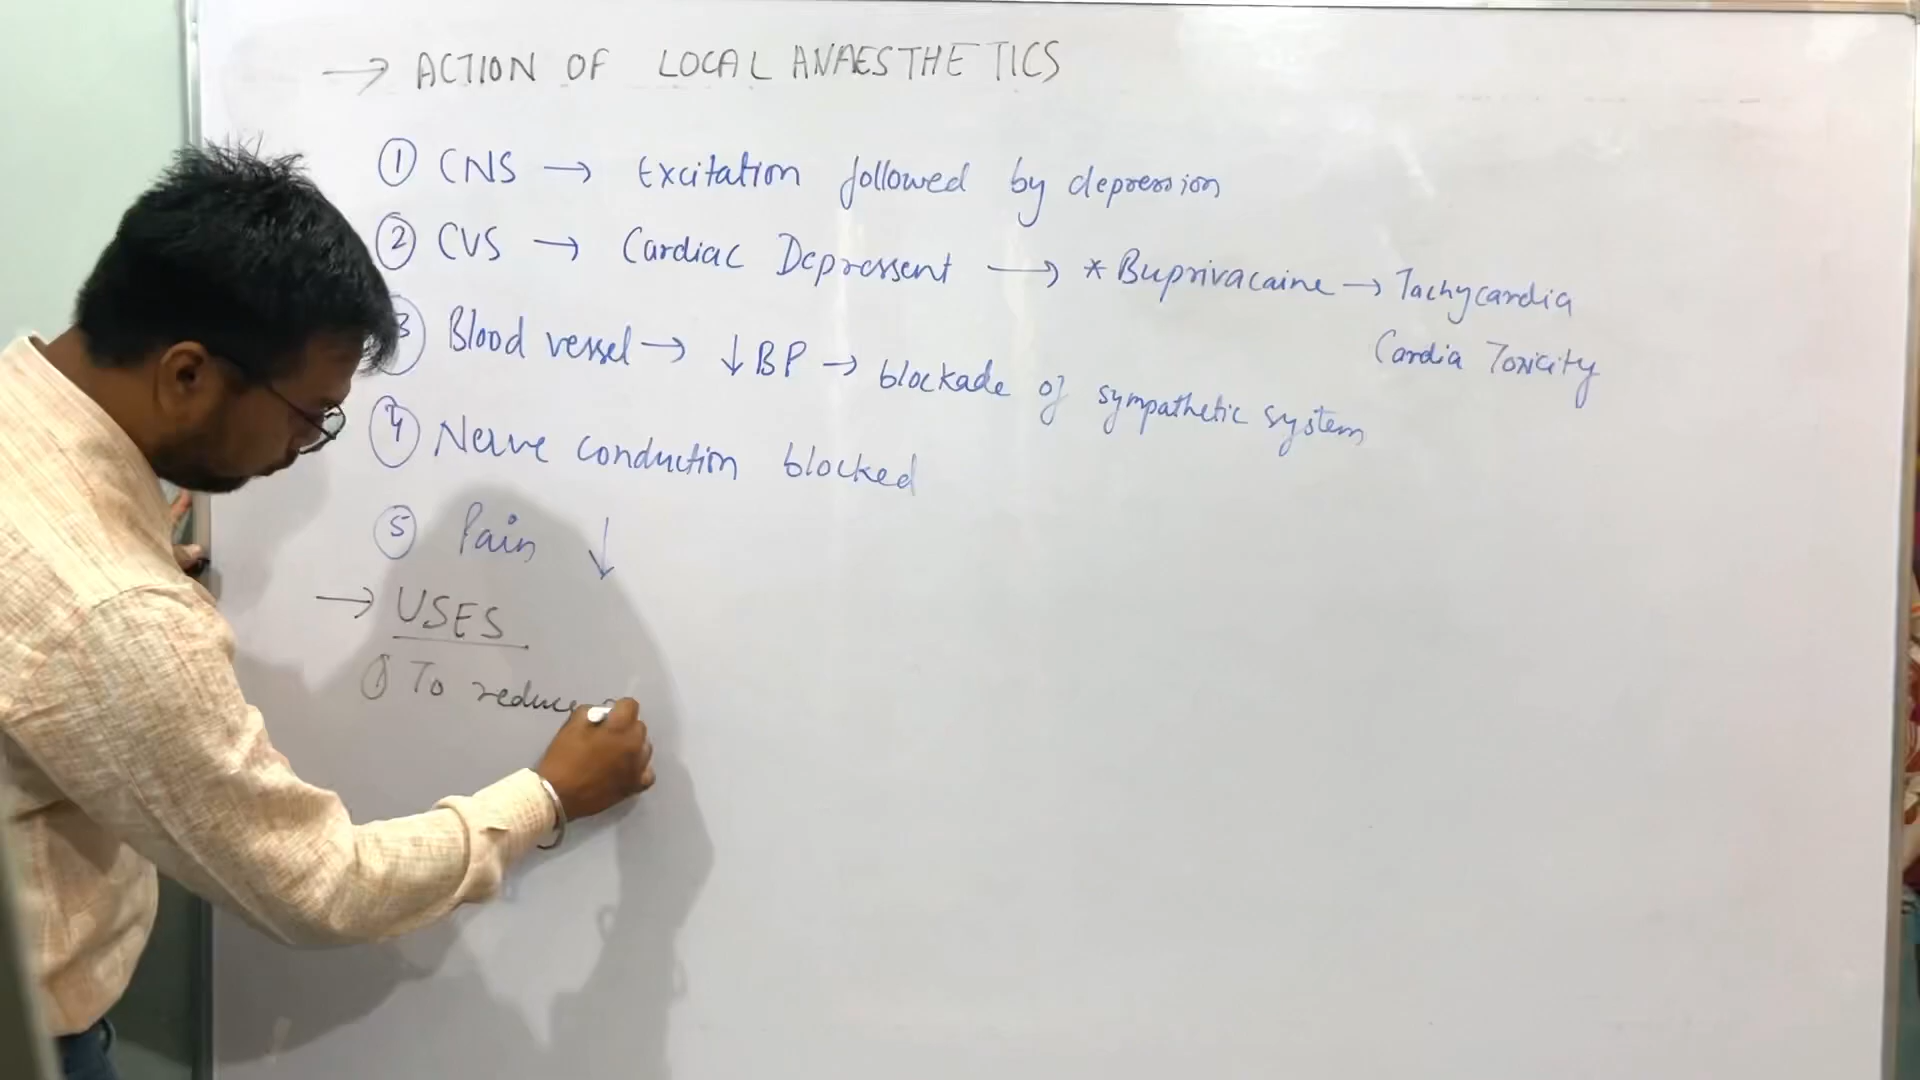 → ACTION OF LOCAL ANAESTHETICS
① CNS → Excitation followed by depression
② CVS → Cardiac Depressent → * Buprivacaine → Tachycardia
Cardia Toxicity
③ Blood vessel → ↓ BP → blockade of sympathetic system
④ Nerve conduction blocked
⑤ Pain ↓
→ USES
① To reduce